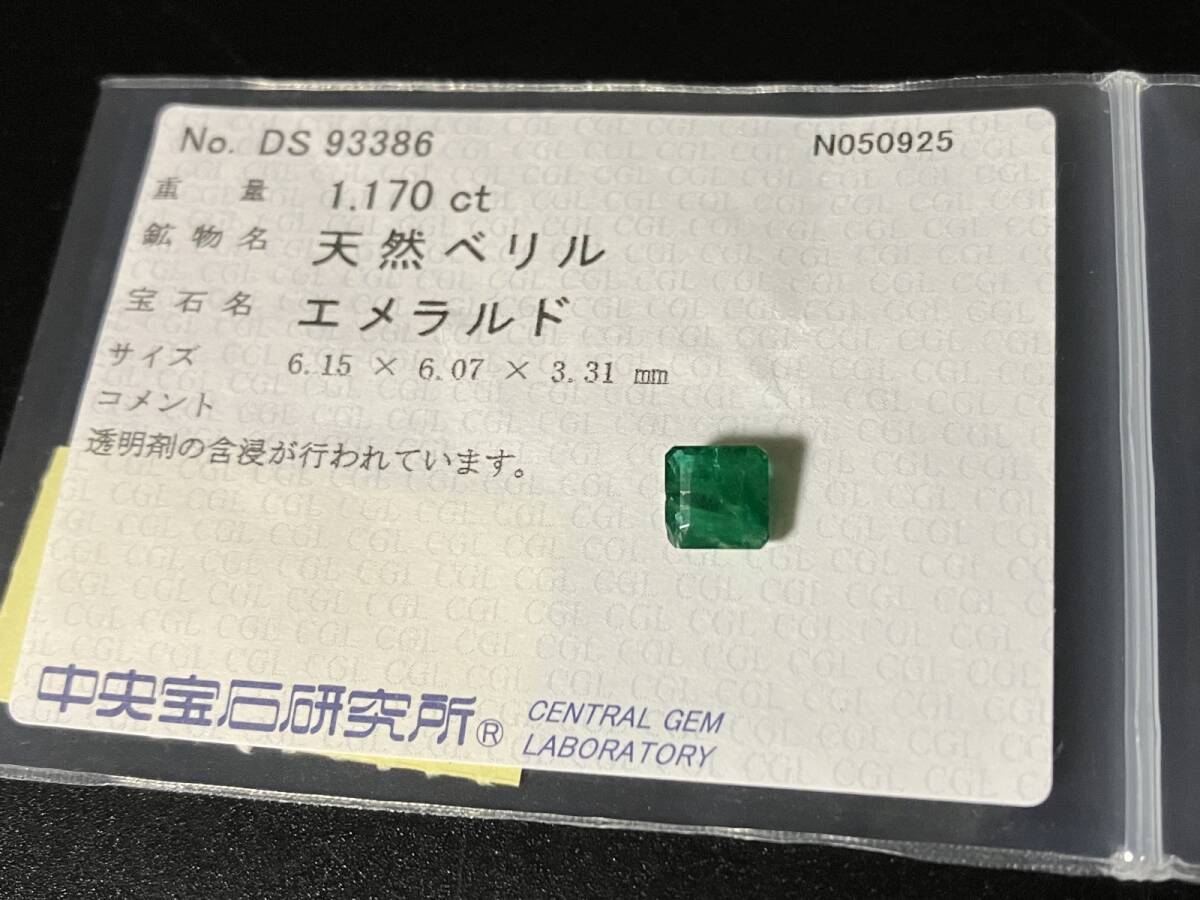 No. DS 93386 N050925
重量 1.170 ct
鉱物名 天然ベリル
宝石名 エメラルド
サイズ 6.15 × 6.07 × 3.31 mm
コメント
透明剤の含浸が行われています。
中央宝石研究所® CENTRAL GEM
LABORATORY